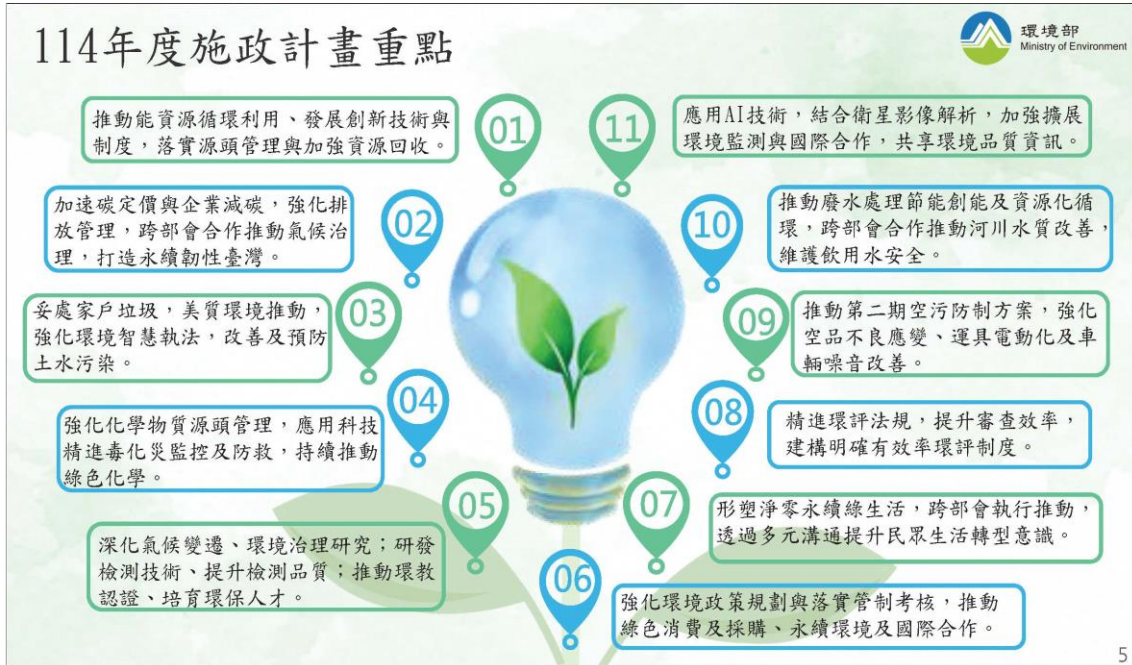 114年度施政計畫重點
環境部
Ministry of Environment
01
推動能資源循環利用、發展創新技術與
制度，落實源頭管理與加強資源回收。
02
加速碳定價與企業減碳，強化排
放管理，跨部會合作推動氣候治
理，打造永續韌性臺灣。
03
妥處家戶垃圾，美質環境推動，
強化環境智慧執法，改善及預防
土水污染。
04
強化化學物質源頭管理，應用科技
精進毒化災監控及防救，持續推動
綠色化學。
05
深化氣候變遷、環境治理研究；研發
檢測技術、提升檢測品質；推動環教
認證、培育環保人才。
06
強化環境政策規劃與落實管制考核，推動
綠色消費及採購、永續環境及國際合作。
07
形塑淨零永續綠生活，跨部會執行推動，
透過多元溝通提升民眾生活轉型意識。
08
精進環評法規，提升審查效率，
建構明確有效率環評制度。
09
推動第二期空污防制方案，強化
空品不良應變、運具電動化及車
輛噪音改善。
10
推動廢水處理節能創能及資源化循
環，跨部會合作推動河川水質改善，
維護飲用水安全。
11
應用AI技術，結合衛星影像解析，加強擴展
環境監測與國際合作，共享環境品質資訊。
5